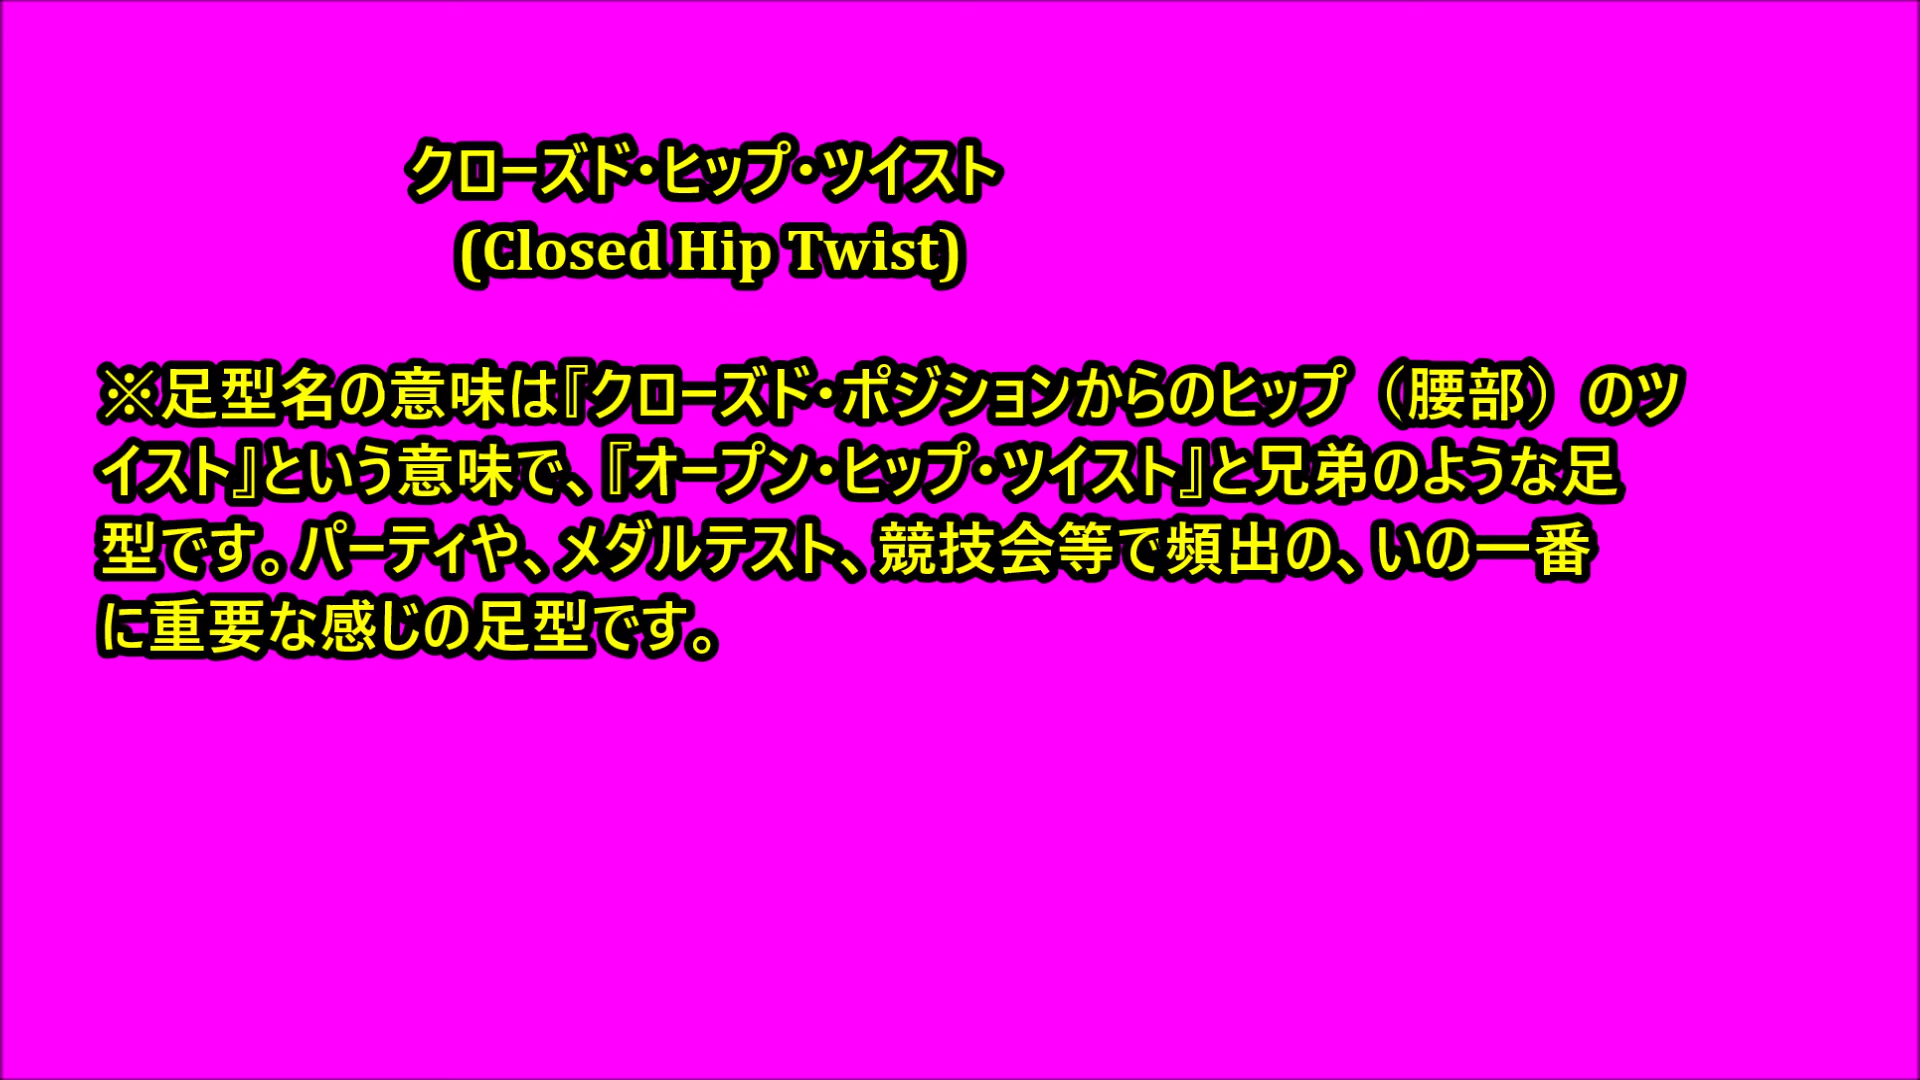 クローズド・ヒップ・ツイスト
(Closed Hip Twist)
※足型名の意味は『クローズド・ポジションからのヒップ（腰部）のツ
イスト』という意味で、『オープン・ヒップ・ツイスト』と兄弟のような足
型です。パーティや、メダルテスト、競技会等で頻出の、いの一番
に重要な感じの足型です。